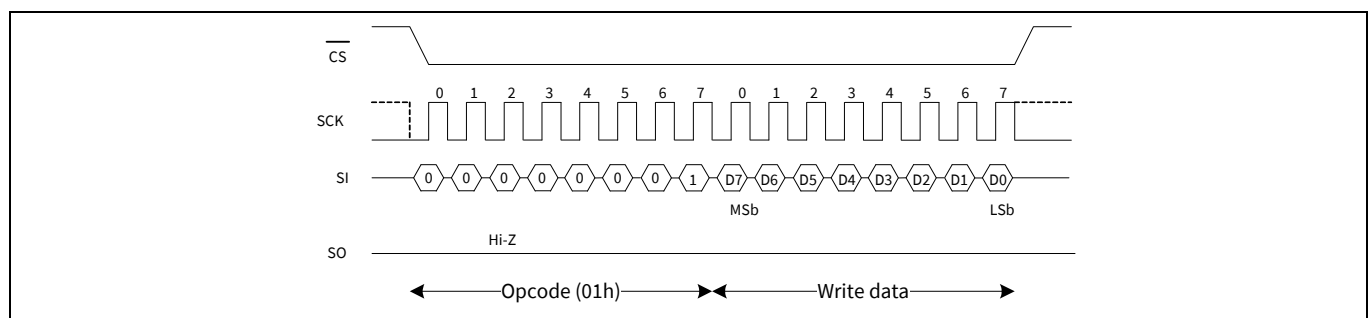 CS
0 1 2 3 4 5 6 7 0 1 2 3 4 5 6 7
SCK
SI 0 0 0 0 0 0 0 1 D7 D6 D5 D4 D3 D2 D1 D0
MSb LSb
Hi-Z
SO
Opcode (01h) Write data